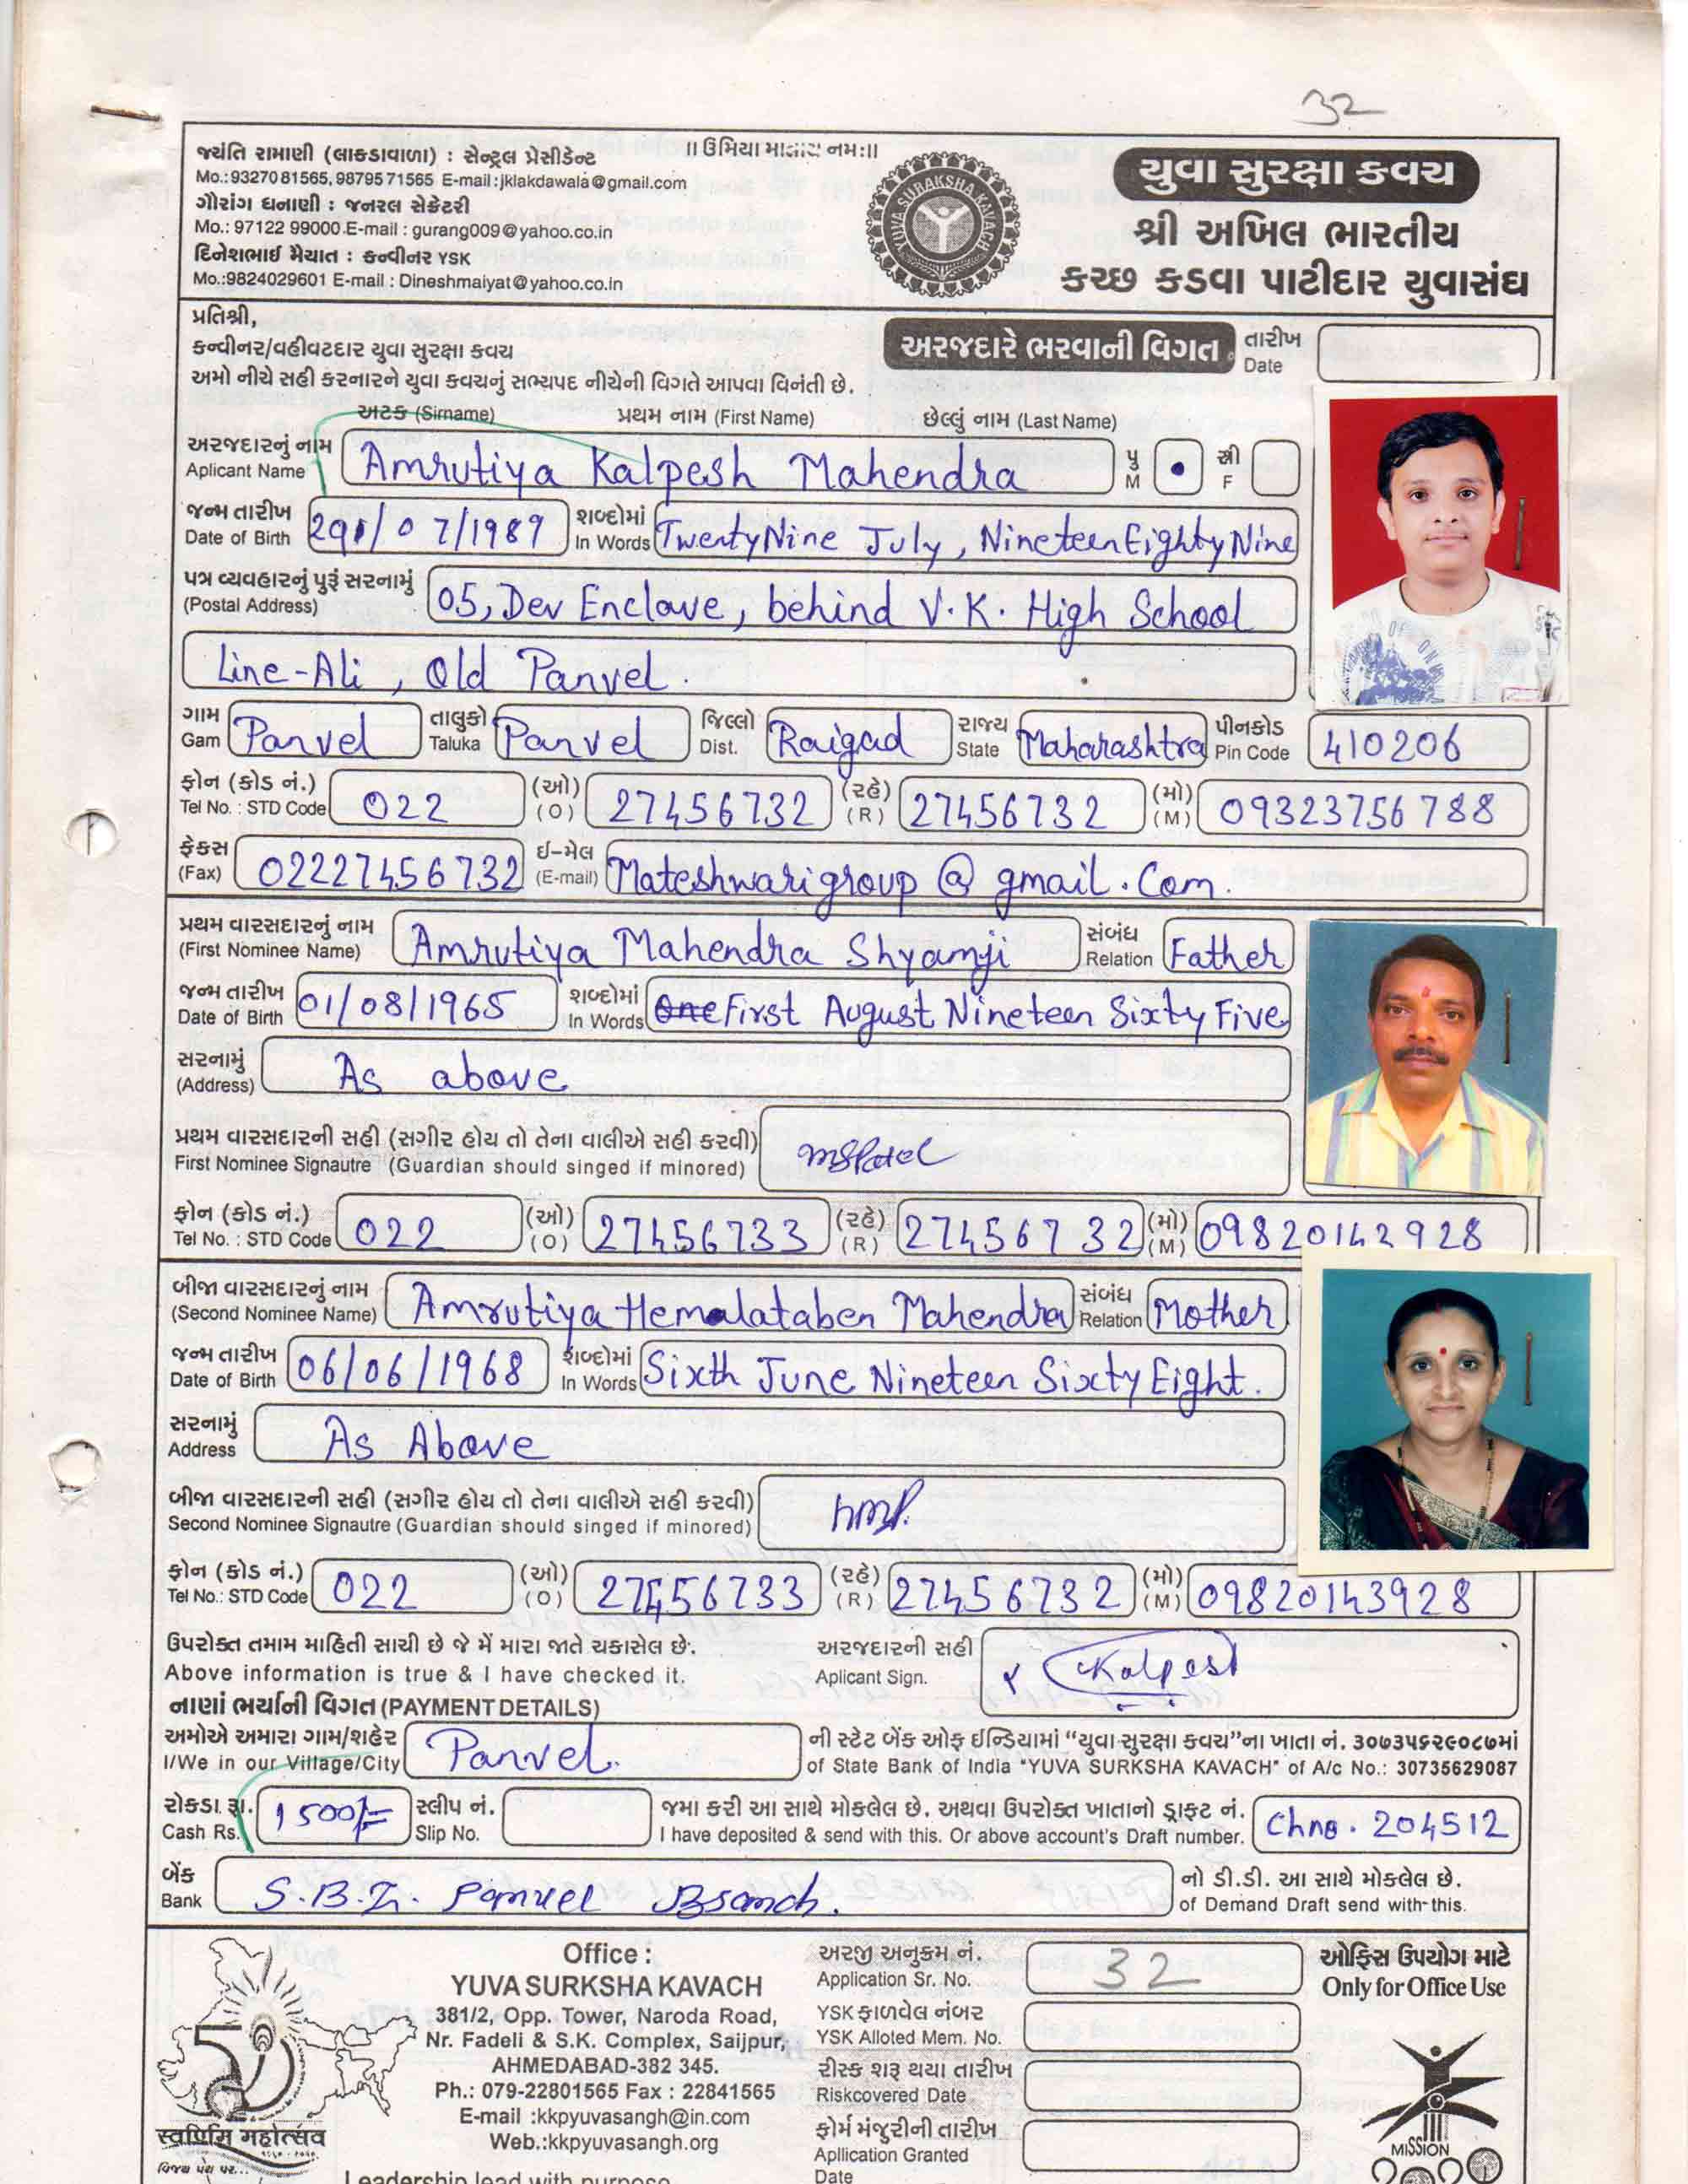 32
જયંતિ રામાણી (લાકડાવાળા) : સેન્ટ્રલ પ્રેસીડેન્ટ
Mo.:9327081565,9879571565 E-mail:jklakdawala@gmail.com
ગૌરાંગ ધનાણી : જનરલ સેક્રેટરી
Mo.: 97122 99000 E-mail : gurang009@yahoo.co.in
દિનેશભાઈ મૈયાત : કન્વીનર YSK
Mo.:9824029601 E-mail : Dineshmaiyat@yahoo.co.in
॥ ઉમિયા માતાય નમઃ॥
YUVA SURAKSHA KAVACH
યુવા સુરક્ષા કવચ
શ્રી અખિલ ભારતીય
કચ્છ કડવા પાટીદાર યુવાસંઘ
પ્રતિશ્રી,
કન્વીનર/વહીવટદાર યુવા સુરક્ષા કવચ
અમો નીચે સહી કરનારને યુવા કવચનું સભ્યપદ નીચેની વિગતે આપવા વિનંતી છે.
અરજદારે ભરવાની વિગત
તારીખ
Date
અટક (Sirname) પ્રથમ નામ (First Name) છેલ્લું નામ (Last Name)
અરજદારનું નામ
Aplicant Name Amrutiya Kalpesh Mahendra પુ M • સ્રી F
જન્મ તારીખ
Date of Birth 29/07/1989 શબ્દોમાં In Words Twenty Nine July, Nineteen Eighty Nine
પત્ર વ્યવહારનું પુરૂં સરનામું
(Postal Address) 05, Dev Enclave, behind V.K. High School
Line-Ali, Old Panvel.
ગામ Gam Panvel તાલુકો Taluka Panvel જિલ્લો Dist. Raigad રાજ્ય State Maharashtra પીનકોડ Pin Code 410206
ફોન (કોડ નં.)
Tel No. : STD Code 022 (ઓ) (O) 27456732 (રહે) (R) 27456732 (મો) (M) 09323756788
ફેકસ (Fax) 02227456732 ઈ-મેલ (E-mail) Mateshwarigroup@gmail.Com.
પ્રથમ વારસદારનું નામ
(First Nominee Name) Amrutiya Mahendra Shyamji સંબંધ Relation Father
જન્મ તારીખ
Date of Birth 01/08/1965 શબ્દોમાં In Words One First August Nineteen Sixty Five
સરનામું
(Address) As above
પ્રથમ વારસદારની સહી (સગીર હોય તો તેના વાલીએ સહી કરવી)
First Nominee Signautre (Guardian should singed if minored) MSPatel
ફોન (કોડ નં.)
Tel No. : STD Code 022 (ઓ) (O) 27456733 (રહે) (R) 27456732 (મો) (M) 09820142928
બીજા વારસદારનું નામ
(Second Nominee Name) Amrutiya Hemalataben Mahendra સંબંધ Relation Mother
જન્મ તારીખ
Date of Birth 06/06/1968 શબ્દોમાં In Words Sixth June Nineteen Sixty Eight.
સરનામું
Address As Above
બીજા વારસદારની સહી (સગીર હોય તો તેના વાલીએ સહી કરવી)
Second Nominee Signautre (Guardian should singed if minored) hmp.
ફોન (કોડ નં.)
Tel No.: STD Code 022 (ઓ) (O) 27456733 (રહે) (R) 27456732 (મો) (M) 09820143928
ઉપરોક્ત તમામ માહિતી સાચી છે જે મેં મારા જાતે ચકાસેલ છે. અરજદારની સહી
Above information is true & I have checked it. Aplicant Sign. x Kalpesh
નાણાં ભર્યાની વિગત (PAYMENT DETAILS)
અમોએ અમારા ગામ/શહેર ની સ્ટેટ બેંક ઓફ ઈન્ડિયામાં “યુવા સુરક્ષા કવચ”ના ખાતા નં. ૩૦૭૩૫૬૨૯૦૮૭માં
I/We in our Village/City Panvel. of State Bank of India "YUVA SURKSHA KAVACH" of A/c No.: 30735629087
રોકડા રૂા. સ્લીપ નં. જમા કરી આ સાથે મોકલેલ છે. અથવા ઉપરોક્ત ખાતાનો ડ્રાફ્ટ નં.
Cash Rs. 1500/= Slip No. I have deposited & send with this. Or above account's Draft number. Chno. 204512
બેંક નો ડી.ડી. આ સાથે મોકલેલ છે.
Bank S.B.I. Panvel Branch. of Demand Draft send with this.
Office :
YUVA SURKSHA KAVACH
381/2, Opp. Tower, Naroda Road,
Nr. Fadeli & S.K. Complex, Saijpur,
AHMEDABAD-382 345.
Ph.: 079-22801565 Fax : 22841565
E-mail :kkpyuvasangh@in.com
Web.:kkpyuvasangh.org
Leadership lead with purpose
અરજી અનુક્રમ નં.
Application Sr. No. 32
YSK ફાળવેલ નંબર
YSK Alloted Mem. No.
રીસ્ક શરૂ થયા તારીખ
Riskcovered Date
ફોર્મ મંજુરીની તારીખ
Apllication Granted
Date
ઓફિસ ઉપયોગ માટે
Only for Office Use
MISSION